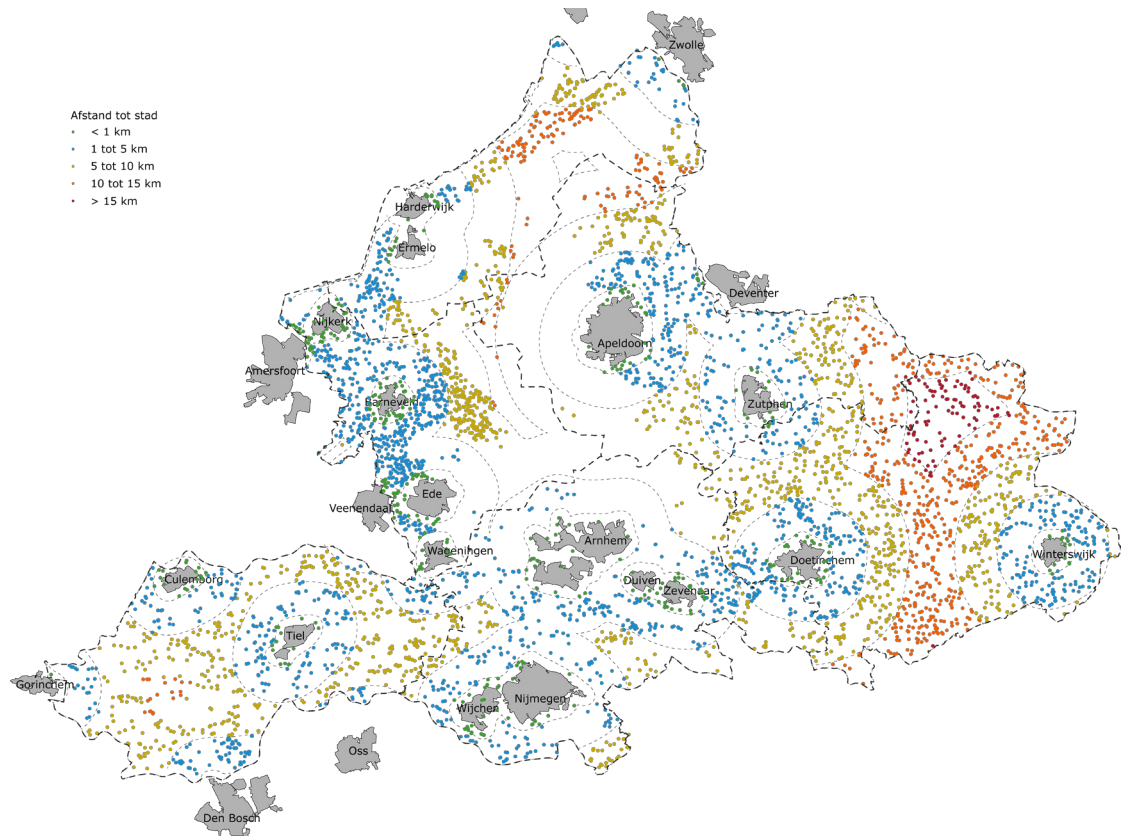 Zwolle
Afstand tot stad
< 1 km
1 tot 5 km
5 tot 10 km
10 tot 15 km
> 15 km
Harderwijk
Ermelo
Deventer
Nijkerk
Apeldoorn
Amersfoort
Barneveld
Zutphen
Ede
Veenendaal
Arnhem
Wageningen
Winterswijk
Doetinchem
Culemborg
Duiven
Zevenaar
Tiel
Gorinchem
Nijmegen
Wijchen
Oss
Den Bosch